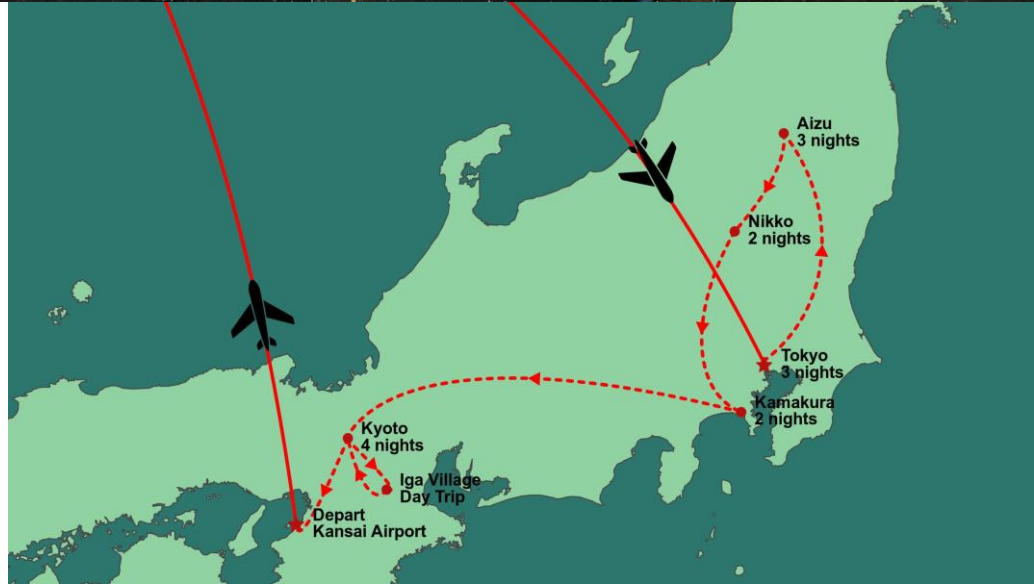 Aizu
3 nights
Nikko
2 nights
Tokyo
3 nights
Kamakura
2 nights
Kyoto
4 nights
Iga Village
Day Trip
Depart
Kansai Airport